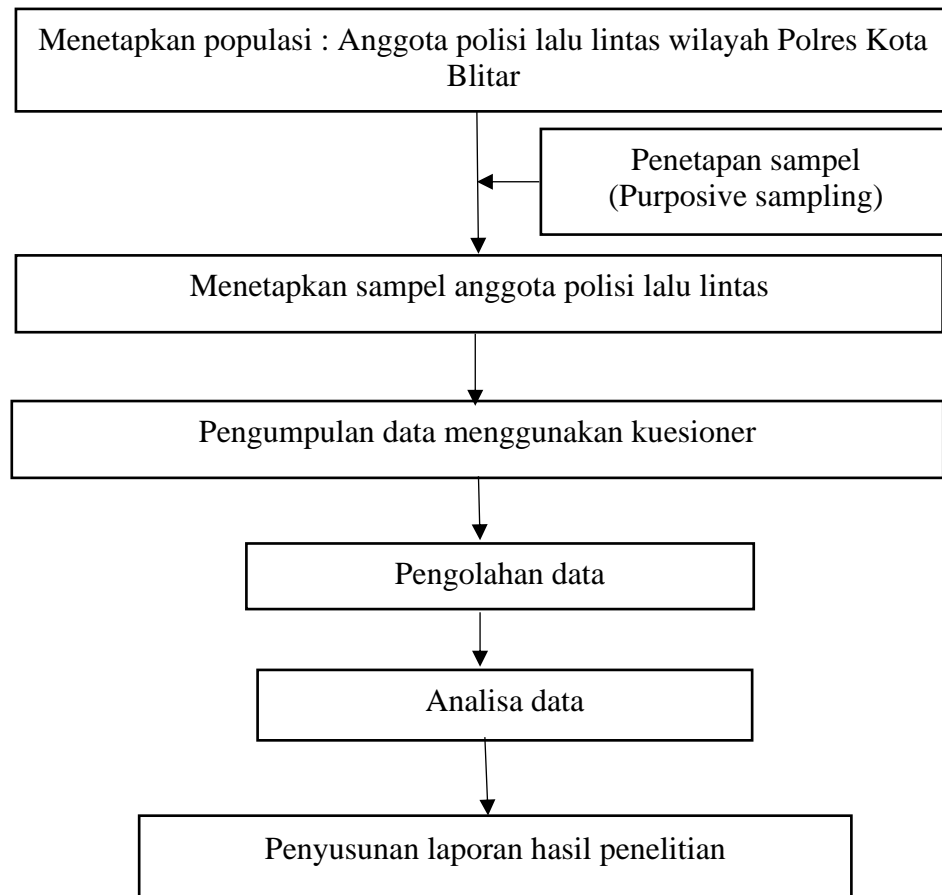 Menetapkan populasi : Anggota polisi lalu lintas wilayah Polres Kota
Blitar
Penetapan sampel
(Purposive sampling)
Menetapkan sampel anggota polisi lalu lintas
Pengumpulan data menggunakan kuesioner
Pengolahan data
Analisa data
Penyusunan laporan hasil penelitian